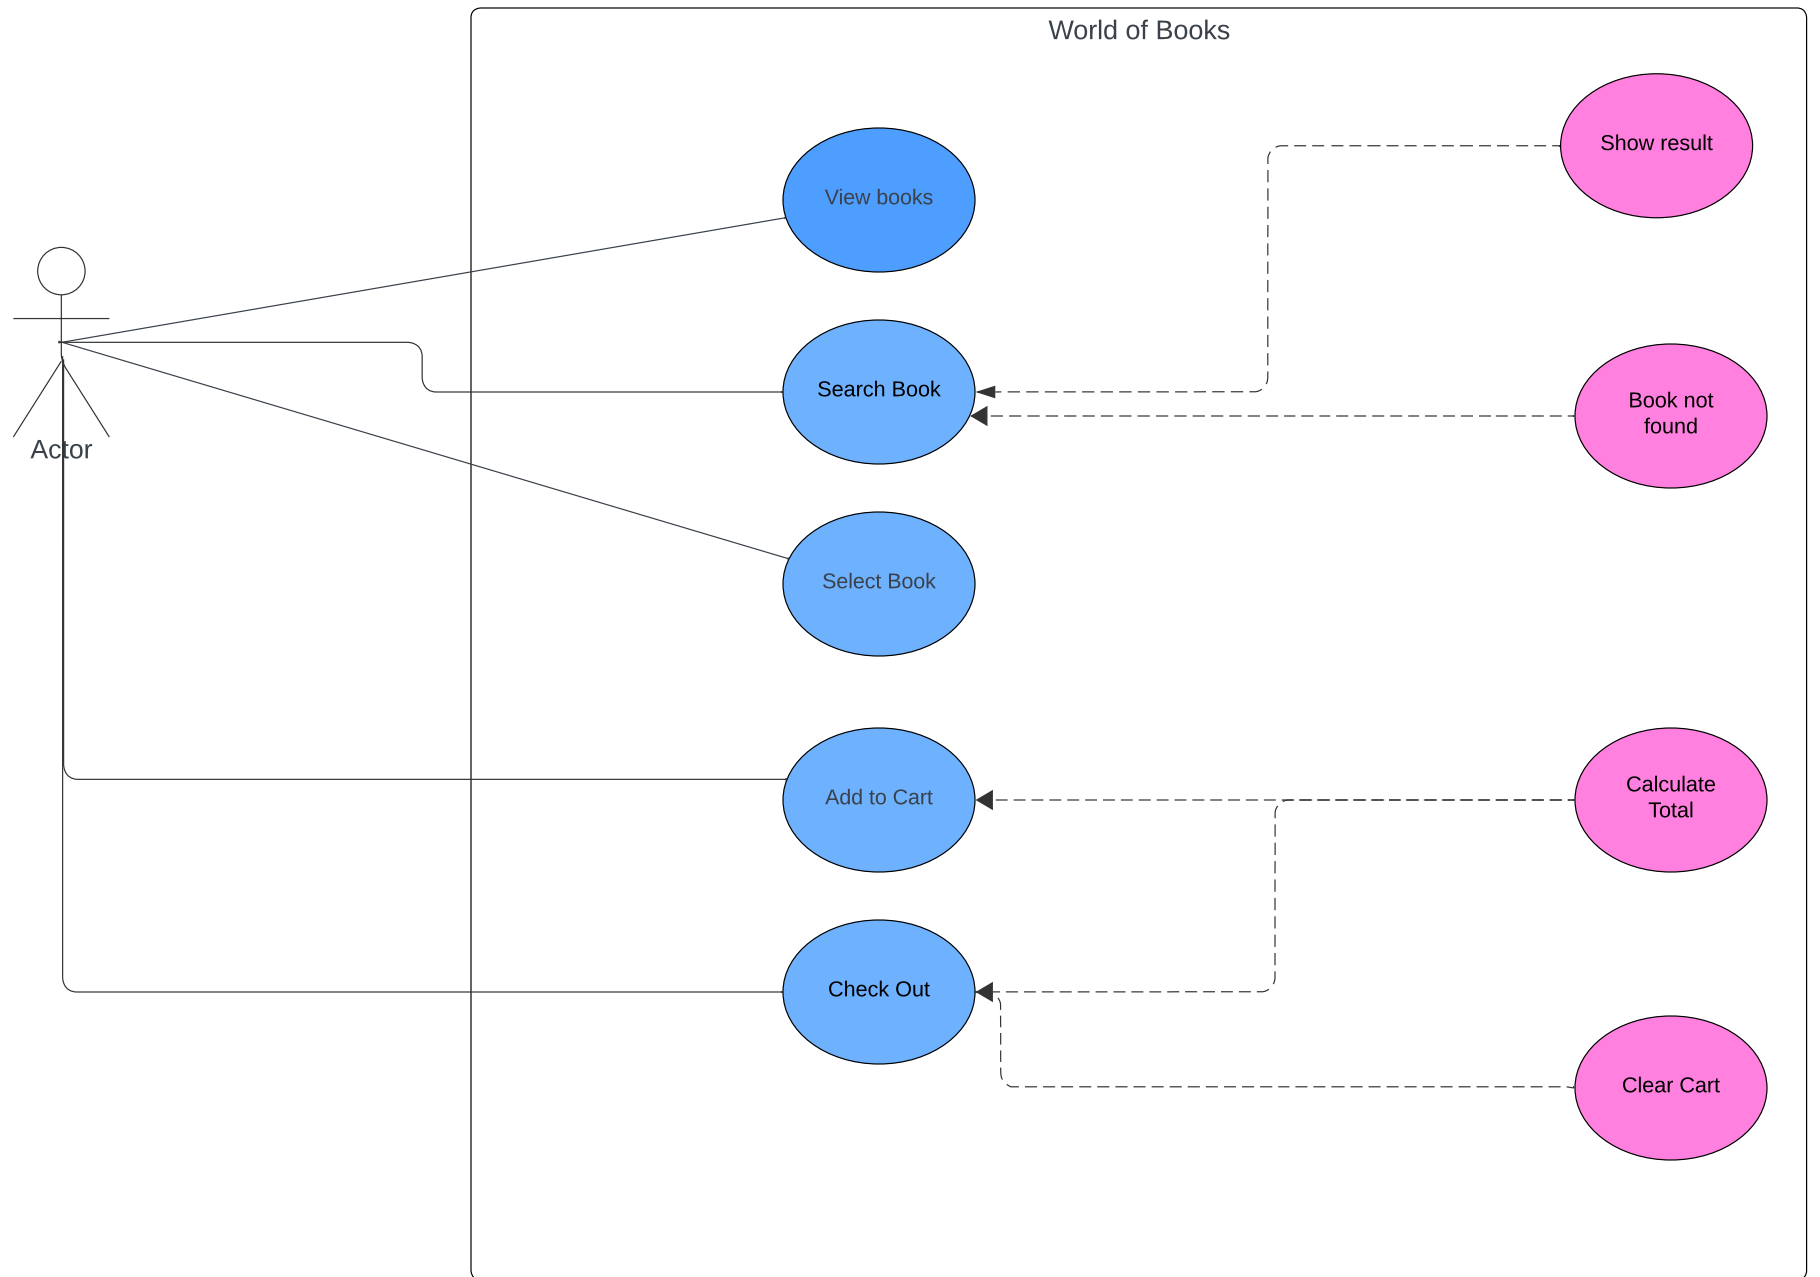 World of Books
Show result
View books
Search Book
Book not
found
Actor
Select Book
Add to Cart
Calculate
Total
Check Out
Clear Cart